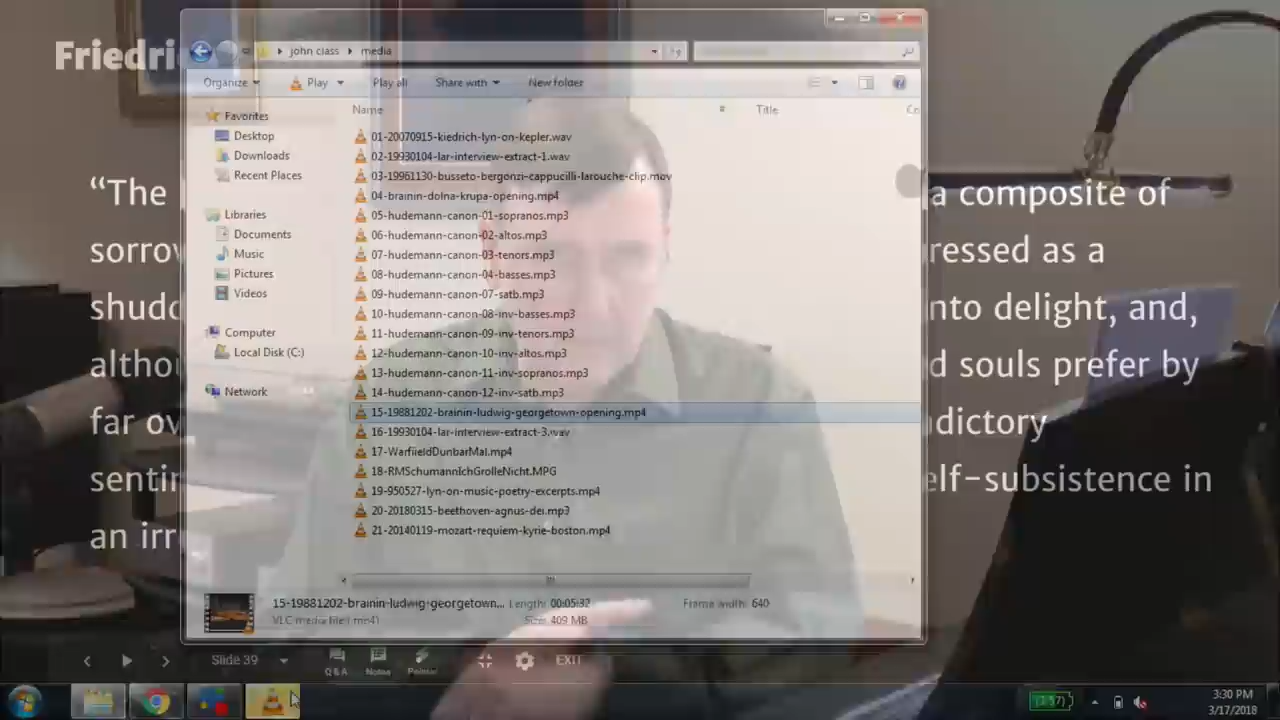 john class ▸ media
Friedri
Organize Play Play all Share with New folder
Name # Title Co
Favorites
Desktop
Downloads
Recent Places
Libraries
Documents
Music
Pictures
Videos
Computer
Local Disk (C:)
Network
01-20070915-kiedrich-lyn-on-kepler.wav
02-19930104-lar-interview-extract-1.wav
03-19961130-busseto-bergonzi-cappucilli-larouche-clip.mov
04-brainin-dolna-krupa-opening.mp4
05-hudemann-canon-01-sopranos.mp3
06-hudemann-canon-02-altos.mp3
07-hudemann-canon-03-tenors.mp3
08-hudemann-canon-04-basses.mp3
09-hudemann-canon-07-satb.mp3
10-hudemann-canon-08-inv-basses.mp3
11-hudemann-canon-09-inv-tenors.mp3
12-hudemann-canon-10-inv-altos.mp3
13-hudemann-canon-11-inv-sopranos.mp3
14-hudemann-canon-12-inv-satb.mp3
15-19881202-brainin-ludwig-georgetown-opening.mp4
16-19930104-lar-interview-extract-3.wav
17-WarfieldDunbarMal.mp4
18-RMSchumannIchGrolleNicht.MPG
19-950527-lyn-on-music-poetry-excerpts.mp4
20-20180315-beethoven-agnus-dei.mp3
21-20140119-mozart-requiem-kyrie-boston.mp4
“The a composite of
sorrow ressed as a
shudd nto delight, and,
althou d souls prefer by
far ov dictory
sentim elf-subsistence in
an irre
15-19881202-brainin-ludwig-georgetown... Length: 00:05:32 Frame width: 640
VLC media file (.mp4) Size: 409 MB
Slide 39 Q & A Notes Pointer EXIT
(1:57) 3:30 PM
3/17/2018